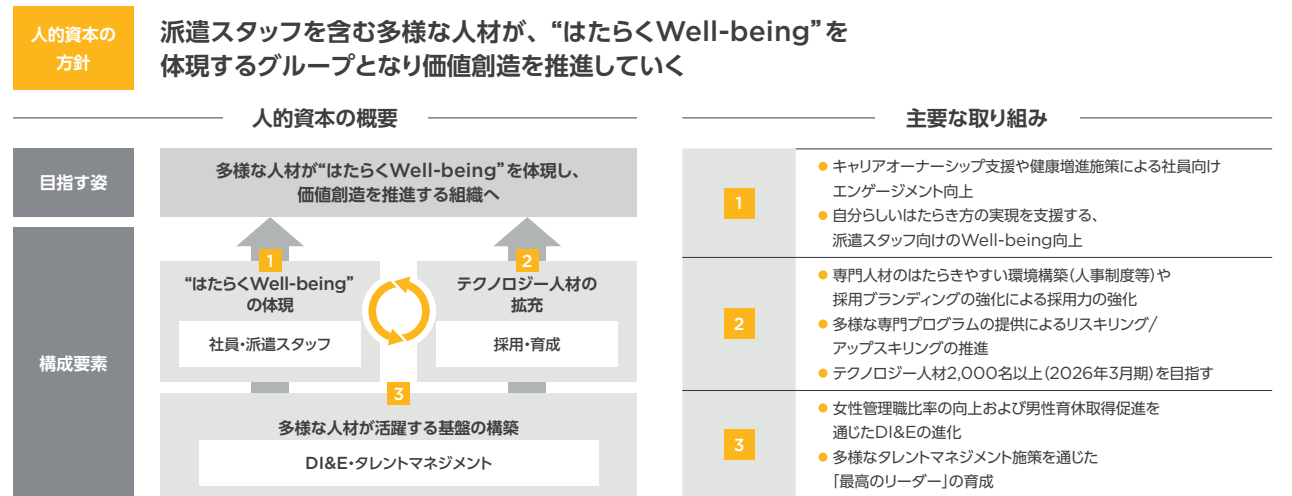 人的資本の
方針
派遣スタッフを含む多様な人材が、“はたらくWell-being”を
体現するグループとなり価値創造を推進していく
人的資本の概要
目指す姿
多様な人材が“はたらくWell-being”を体現し、
価値創造を推進する組織へ
構成要素
1
“はたらくWell-being”
の体現
社員・派遣スタッフ
2
テクノロジー人材の
拡充
採用・育成
3
多様な人材が活躍する基盤の構築
DI&E・タレントマネジメント
主要な取り組み
1
●キャリアオーナーシップ支援や健康増進施策による社員向け
エンゲージメント向上
●自分らしいはたらき方の実現を支援する、
派遣スタッフ向けのWell-being向上
2
●専門人材のはたらきやすい環境構築(人事制度等)や
採用ブランディングの強化による採用力の強化
●多様な専門プログラムの提供によるリスキリング/
アップスキリングの推進
●テクノロジー人材2,000名以上(2026年3月期)を目指す
3
●女性管理職比率の向上および男性育休取得促進を
通じたDI&Eの進化
●多様なタレントマネジメント施策を通じた
「最高のリーダー」の育成